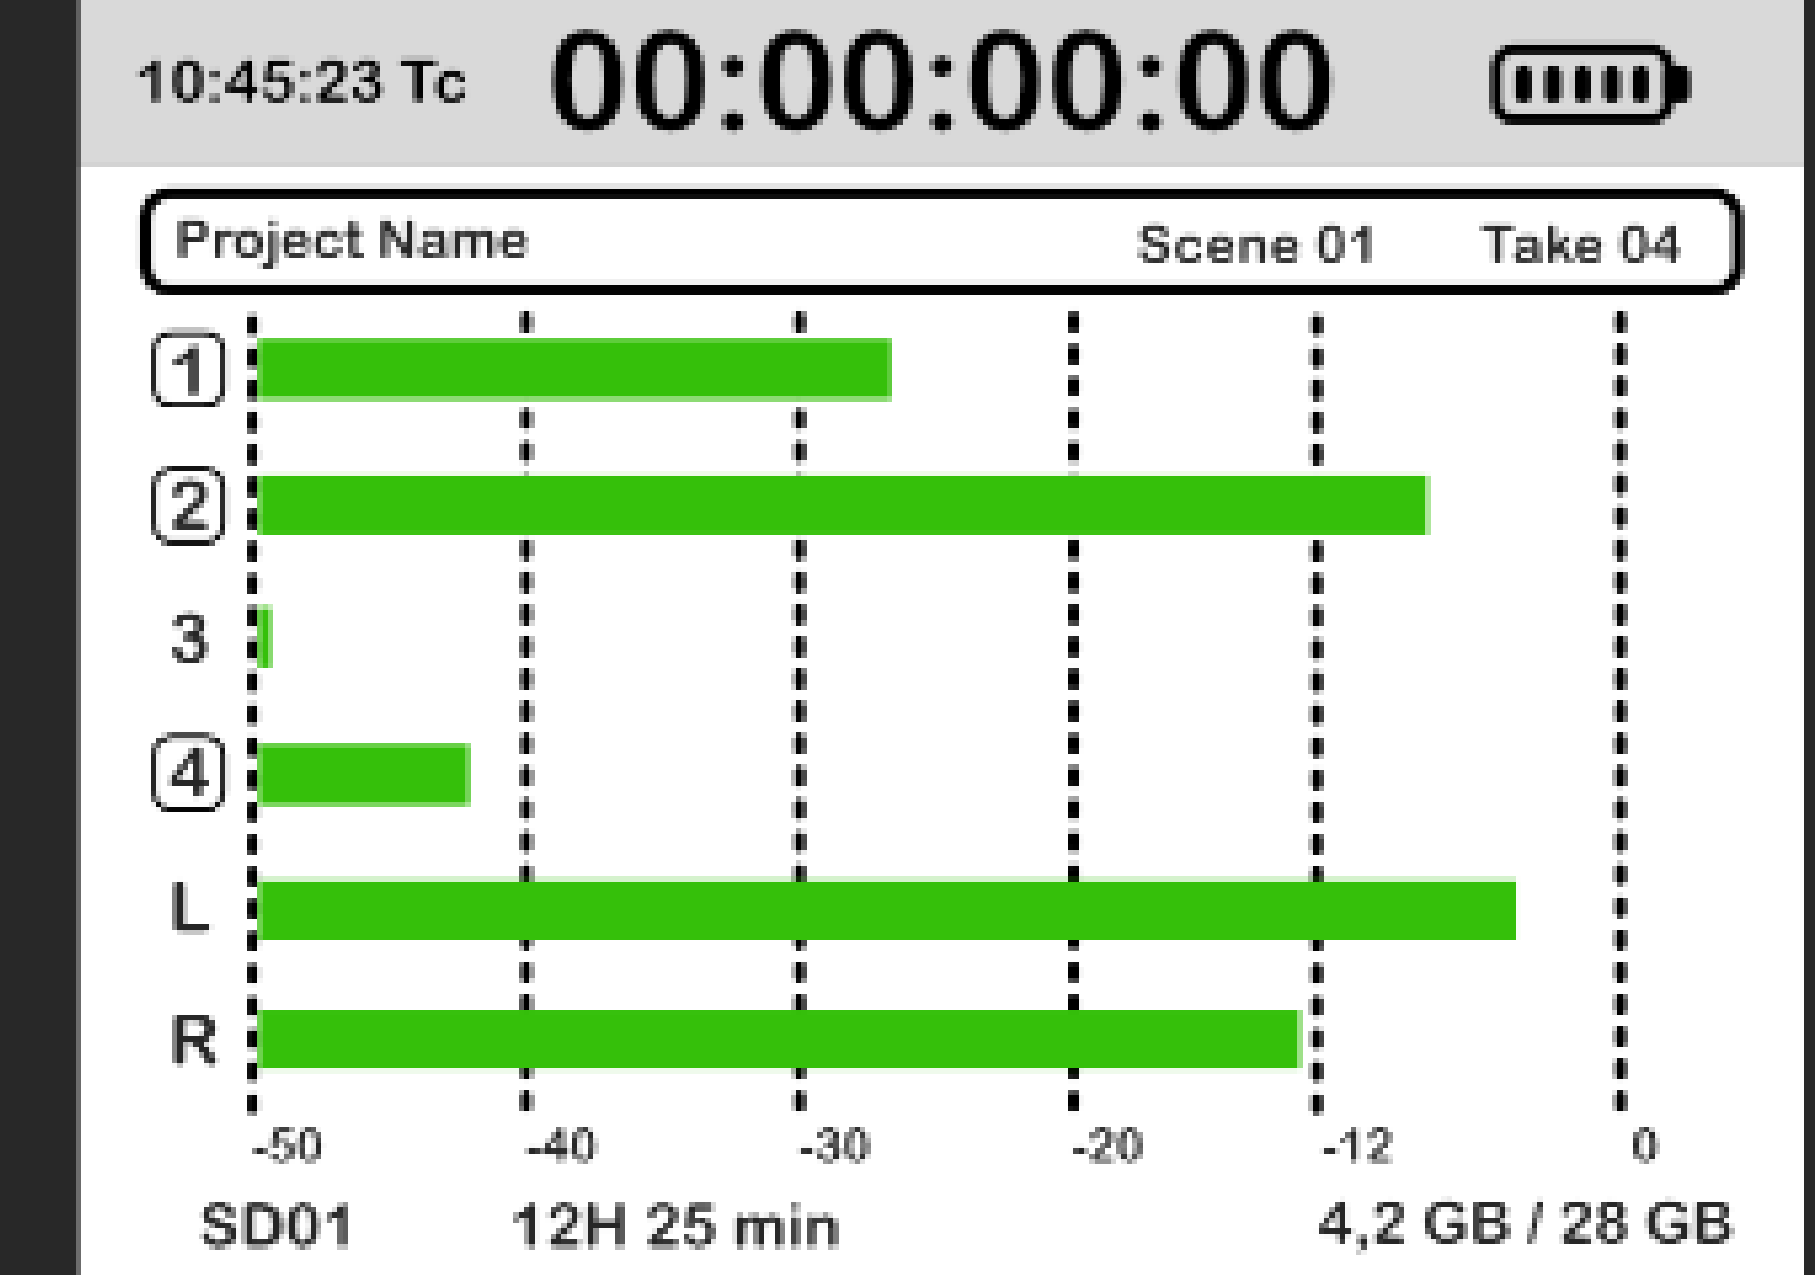 10:45:23 Tc 00:00:00:00
Project Name Scene 01 Take 04
1
2
3
4
L
R
-50 -40 -30 -20 -12 0
SD01 12H 25 min 4,2 GB / 28 GB